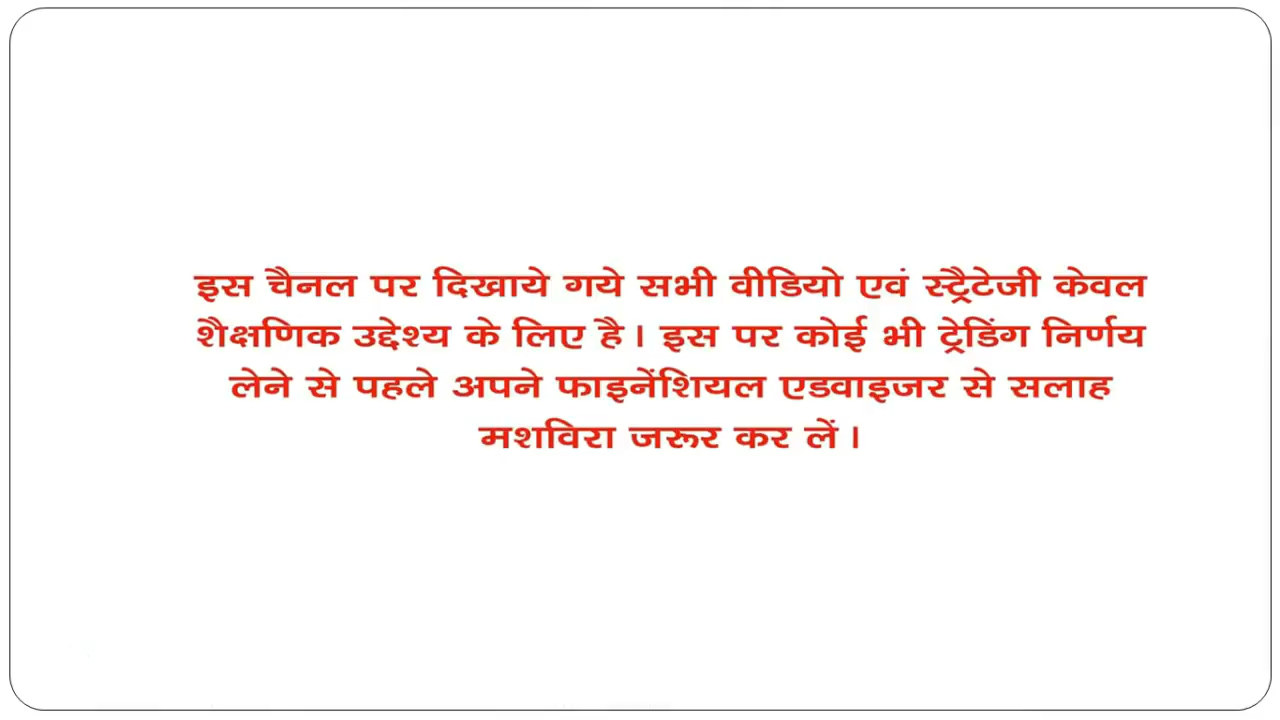 इस चैनल पर दिखाये गये सभी वीडियो एवं स्ट्रैटेजी केवल
शैक्षणिक उद्देश्य के लिए है। इस पर कोई भी ट्रेडिंग निर्णय
लेने से पहले अपने फाइनेंशियल एडवाइजर से सलाह
मशविरा जरूर कर लें।